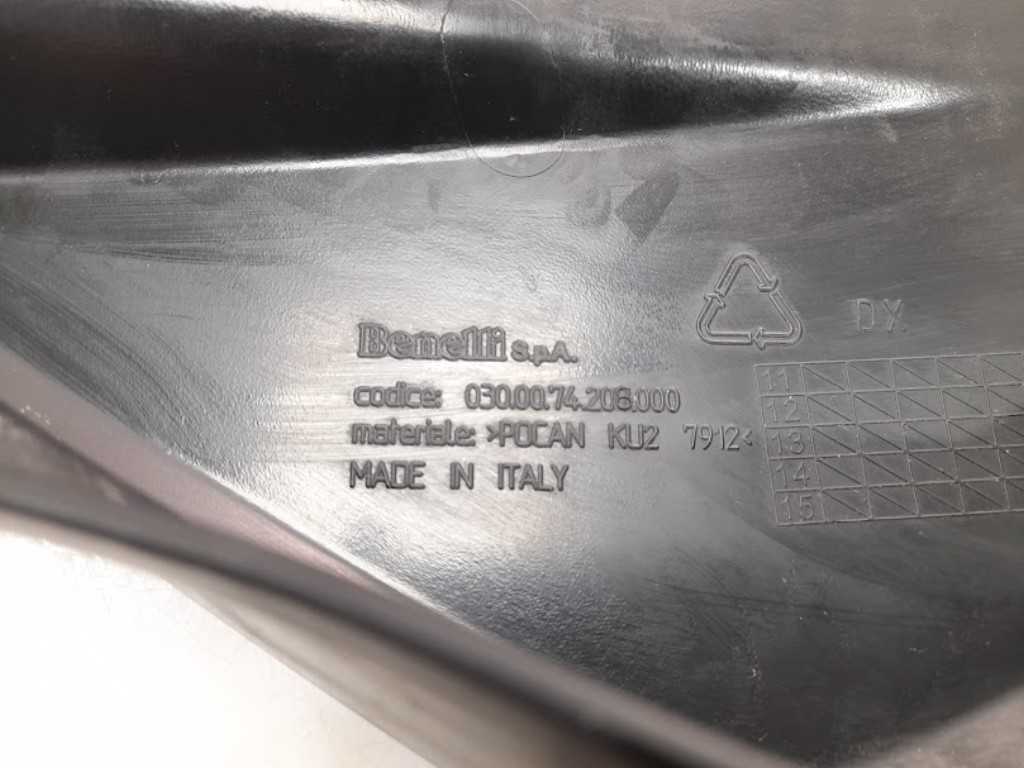 Benelli S.p.A.
codice: 030.00.74.208.000
materiale: >POCAN KU2 7912<
MADE IN ITALY
DX
11
12
13
14
15